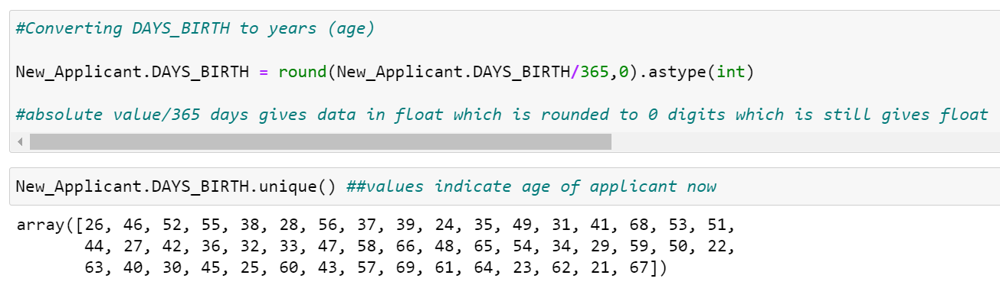 #Converting DAYS_BIRTH to years (age)
New_Applicant.DAYS_BIRTH = round(New_Applicant.DAYS_BIRTH/365,0).astype(int)
#absolute value/365 days gives data in float which is rounded to 0 digits which is still gives float
New_Applicant.DAYS_BIRTH.unique() ##values indicate age of applicant now
array([26, 46, 52, 55, 38, 28, 56, 37, 39, 24, 35, 49, 31, 41, 68, 53, 51,
44, 27, 42, 36, 32, 33, 47, 58, 66, 48, 65, 54, 34, 29, 59, 50, 22,
63, 40, 30, 45, 25, 60, 43, 57, 69, 61, 64, 23, 62, 21, 67])